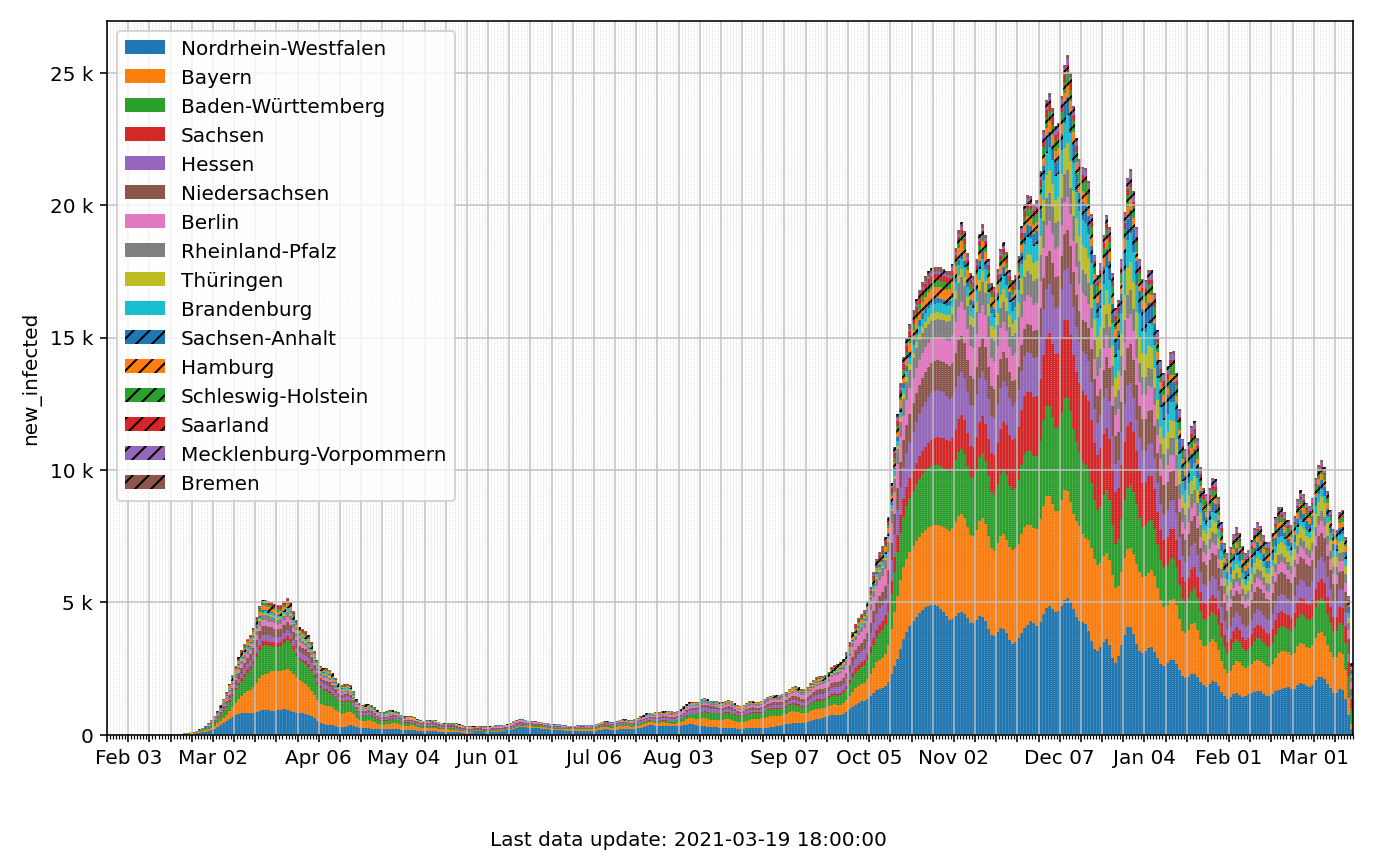 25 k
20 k
15 k
10 k
5 k
0
new_infected
Nordrhein-Westfalen
Bayern
Baden-Württemberg
Sachsen
Hessen
Niedersachsen
Berlin
Rheinland-Pfalz
Thüringen
Brandenburg
Sachsen-Anhalt
Hamburg
Schleswig-Holstein
Saarland
Mecklenburg-Vorpommern
Bremen
Feb 03 Mar 02 Apr 06 May 04 Jun 01 Jul 06 Aug 03 Sep 07 Oct 05 Nov 02 Dec 07 Jan 04 Feb 01 Mar 01
Last data update: 2021-03-19 18:00:00